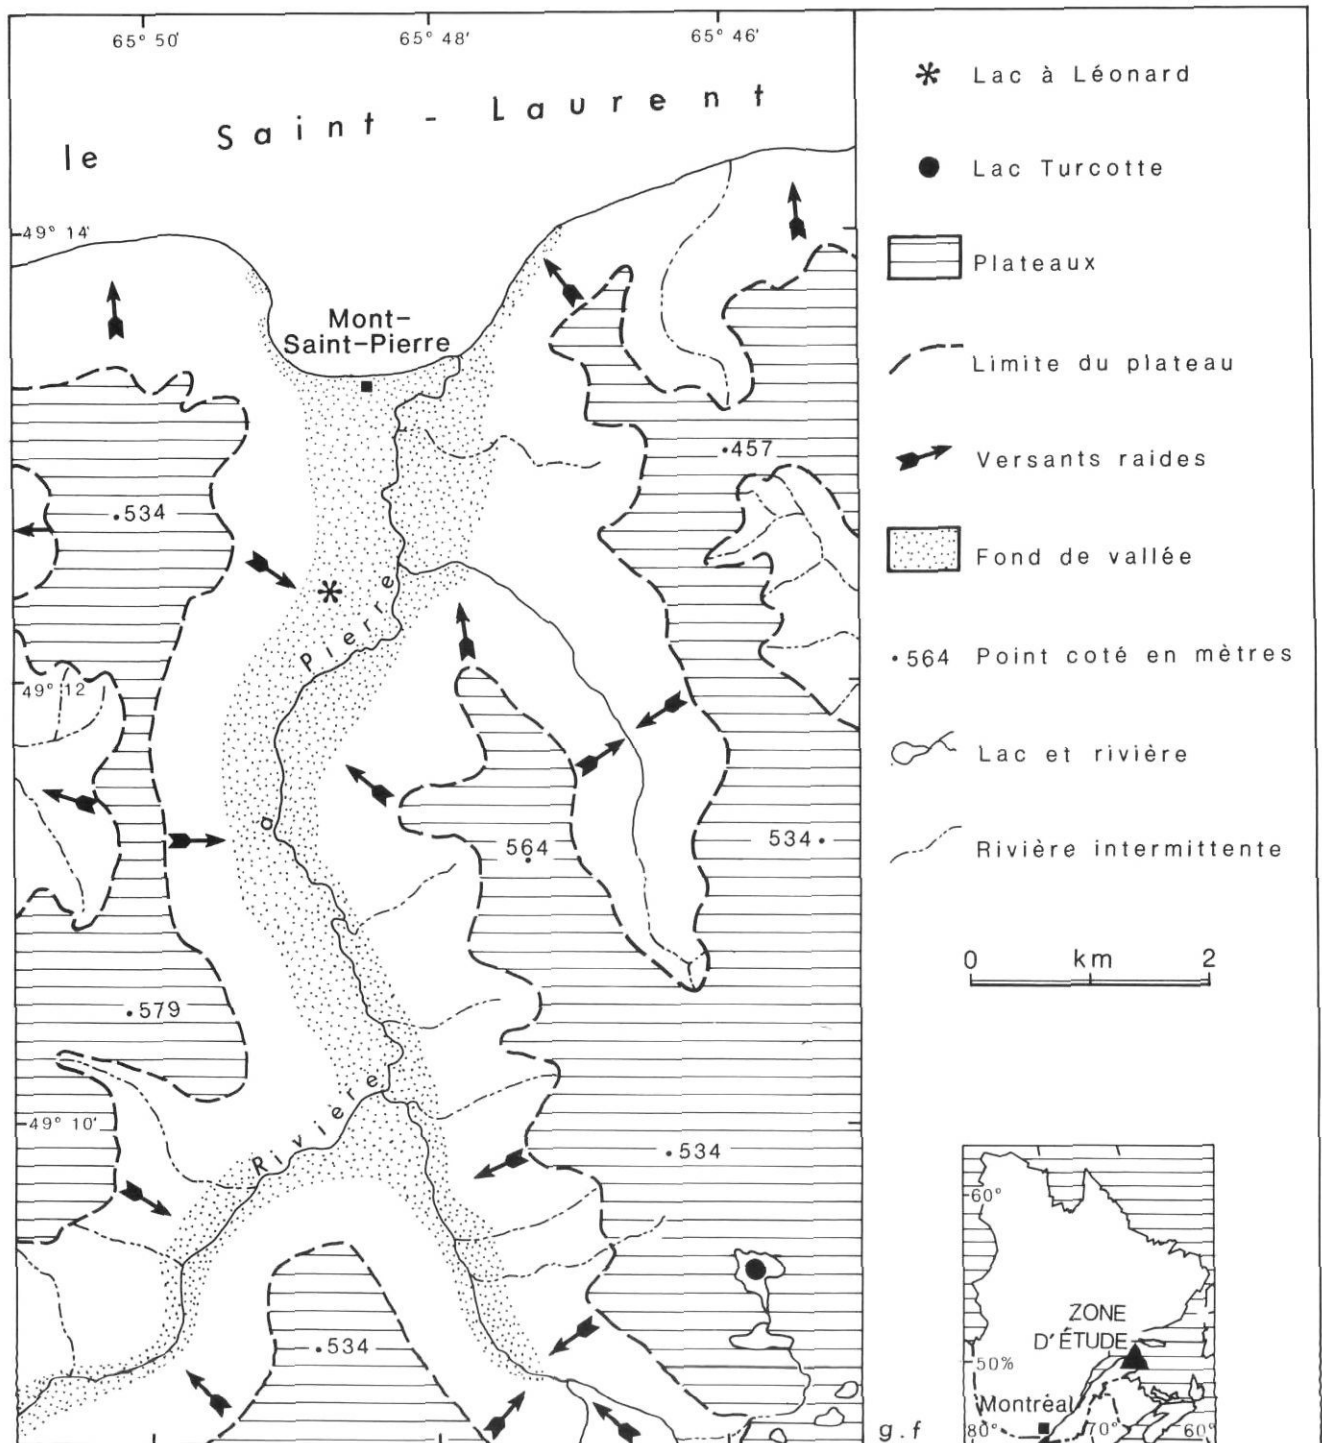 65° 50'
65° 48'
65° 46'
le Saint - Laurent
49° 14'
Mont-
Saint-Pierre
.457
.534
Pierre
49° 12'
à
564
534.
.579
Rivière
49° 10'
.534
.534
Lac à Léonard
Lac Turcotte
Plateaux
Limite du plateau
Versants raides
Fond de vallée
.564 Point coté en mètres
Lac et rivière
Rivière intermittente
0 km 2
60°
ZONE
D'ÉTUDE
50%
Montréal
80° 70° 60°
g.f